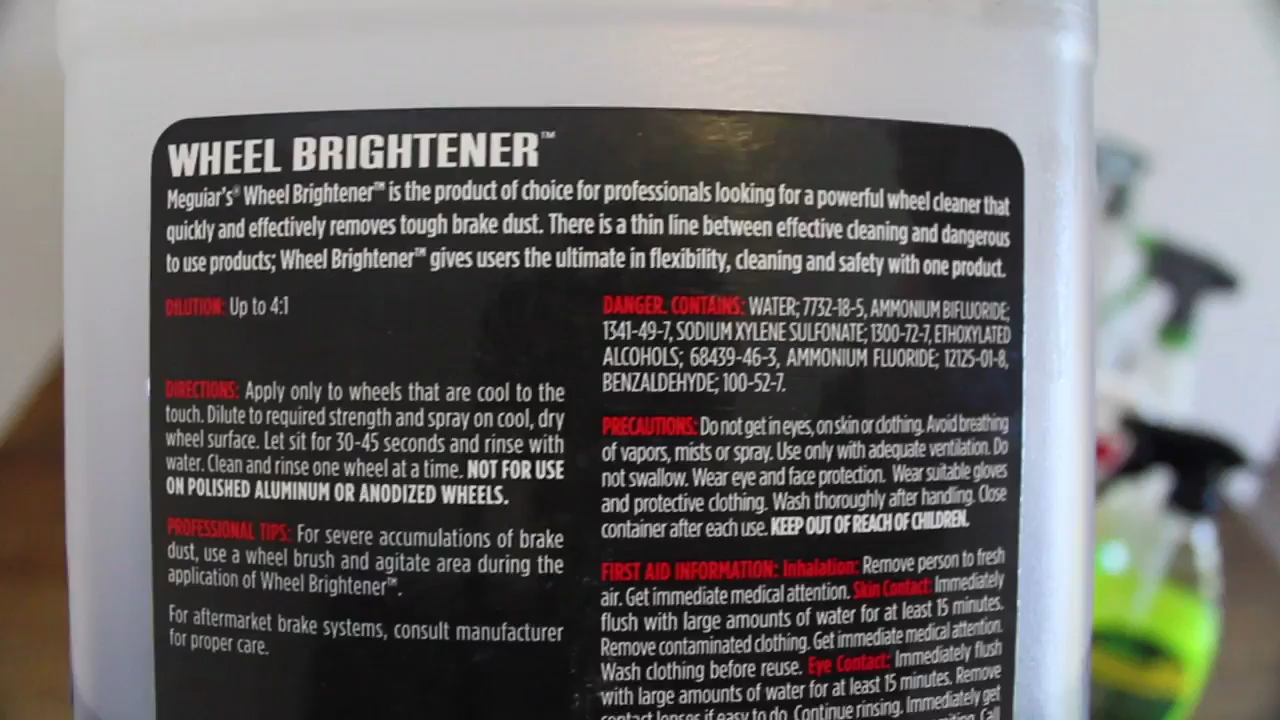 WHEEL BRIGHTENER™
Meguiar's® Wheel Brightener™ is the product of choice for professionals looking for a powerful wheel cleaner that
quickly and effectively removes tough brake dust. There is a thin line between effective cleaning and dangerous
to use products; Wheel Brightener™ gives users the ultimate in flexibility, cleaning and safety with one product.
DILUTION: Up to 4:1
DIRECTIONS: Apply only to wheels that are cool to the
touch. Dilute to required strength and spray on cool, dry
wheel surface. Let sit for 30-45 seconds and rinse with
water. Clean and rinse one wheel at a time. NOT FOR USE
ON POLISHED ALUMINUM OR ANODIZED WHEELS.
PROFESSIONAL TIPS: For severe accumulations of brake
dust, use a wheel brush and agitate area during the
application of Wheel Brightener™.
For aftermarket brake systems, consult manufacturer
for proper care.
DANGER. CONTAINS: WATER; 7732-18-5, AMMONIUM BIFLUORIDE;
1341-49-7, SODIUM XYLENE SULFONATE; 1300-72-7, ETHOXYLATED
ALCOHOLS; 68439-46-3, AMMONIUM FLUORIDE; 12125-01-8,
BENZALDEHYDE; 100-52-7.
PRECAUTIONS: Do not get in eyes, on skin or clothing. Avoid breathing
of vapors, mists or spray. Use only with adequate ventilation. Do
not swallow. Wear eye and face protection. Wear suitable gloves
and protective clothing. Wash thoroughly after handling. Close
container after each use. KEEP OUT OF REACH OF CHILDREN.
FIRST AID INFORMATION: Inhalation: Remove person to fresh
air. Get immediate medical attention. Skin Contact: Immediately
flush with large amounts of water for at least 15 minutes.
Remove contaminated clothing. Get immediate medical attention.
Wash clothing before reuse. Eye Contact: Immediately flush
with large amounts of water for at least 15 minutes. Remove
contact lenses if easy to do. Continue rinsing. Immediately get
Call